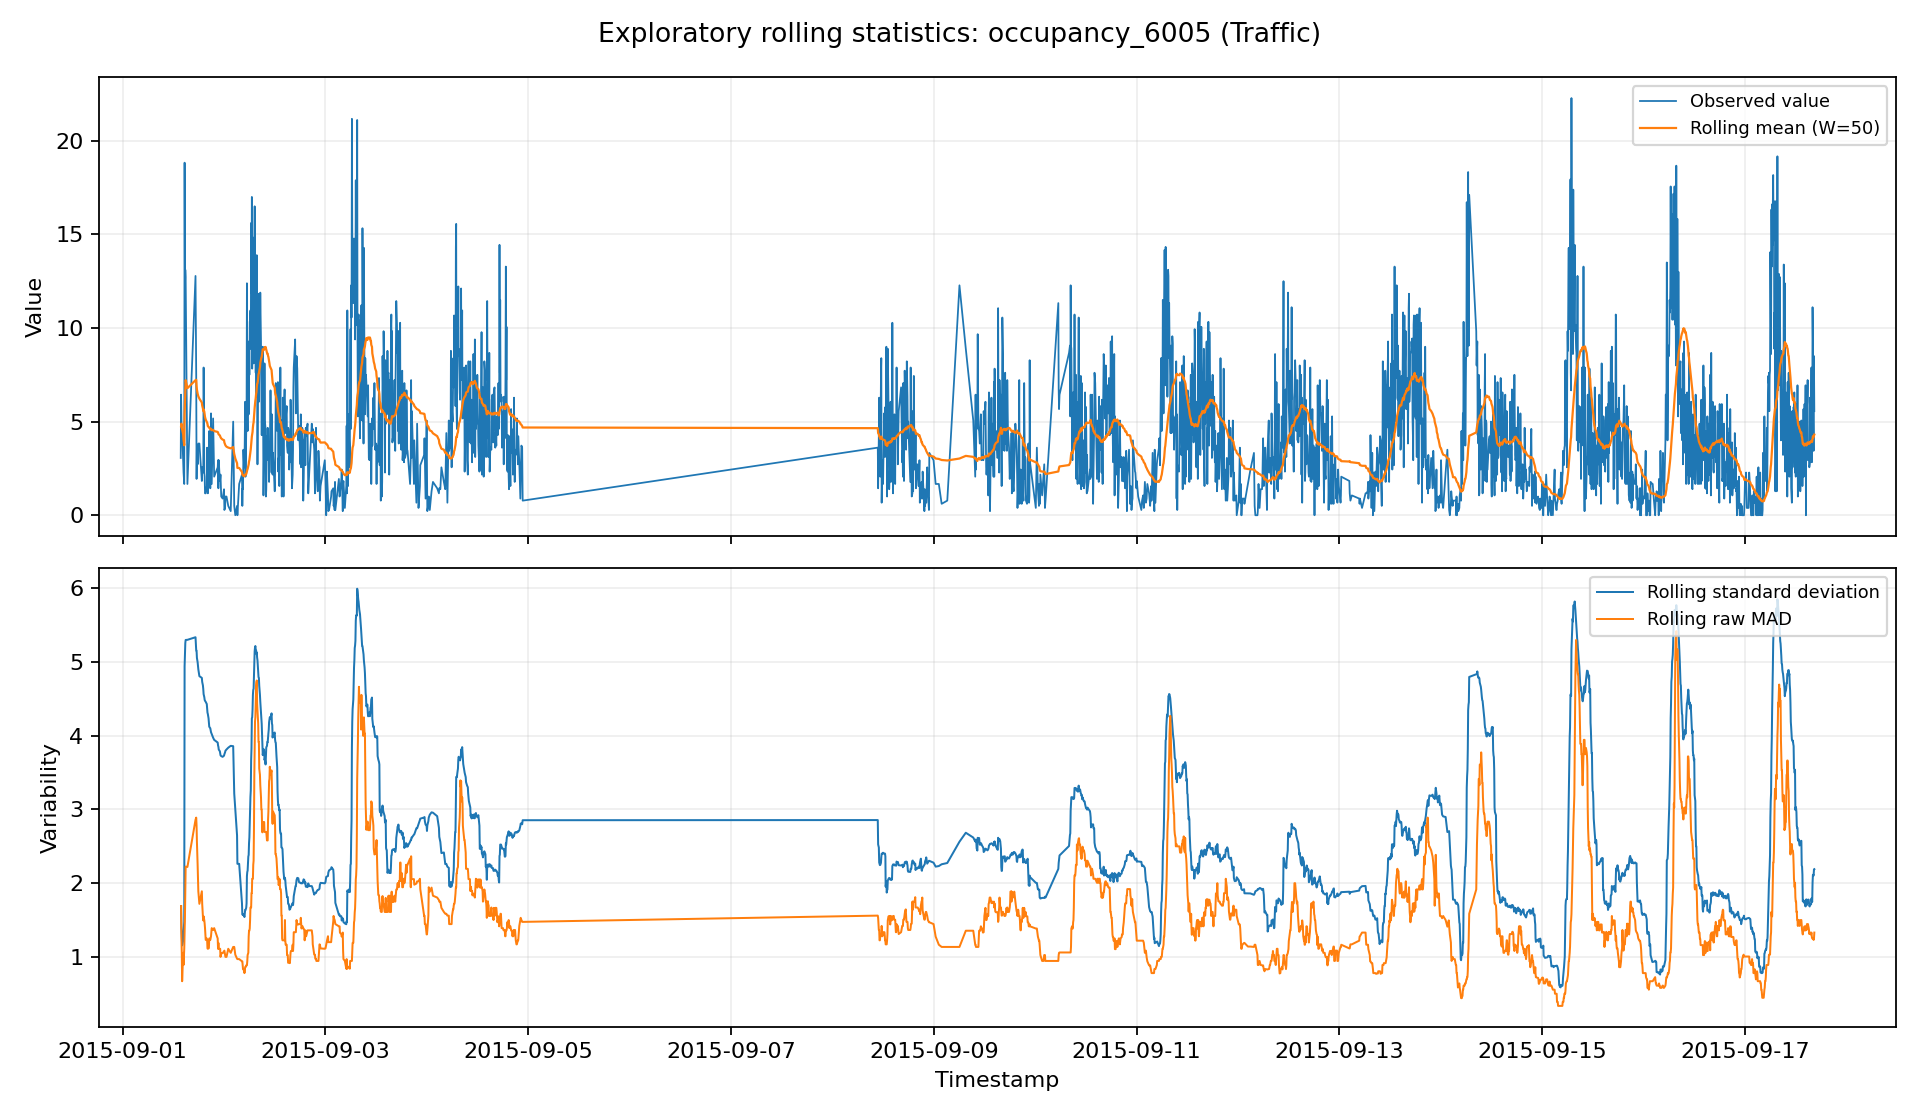 Exploratory rolling statistics: occupancy_6005 (Traffic)
Observed value
Rolling mean (W=50)
Value
20
15
10
5
0
Rolling standard deviation
Rolling raw MAD
Variability
6
5
4
3
2
1
2015-09-01 2015-09-03 2015-09-05 2015-09-07 2015-09-09 2015-09-11 2015-09-13 2015-09-15 2015-09-17
Timestamp